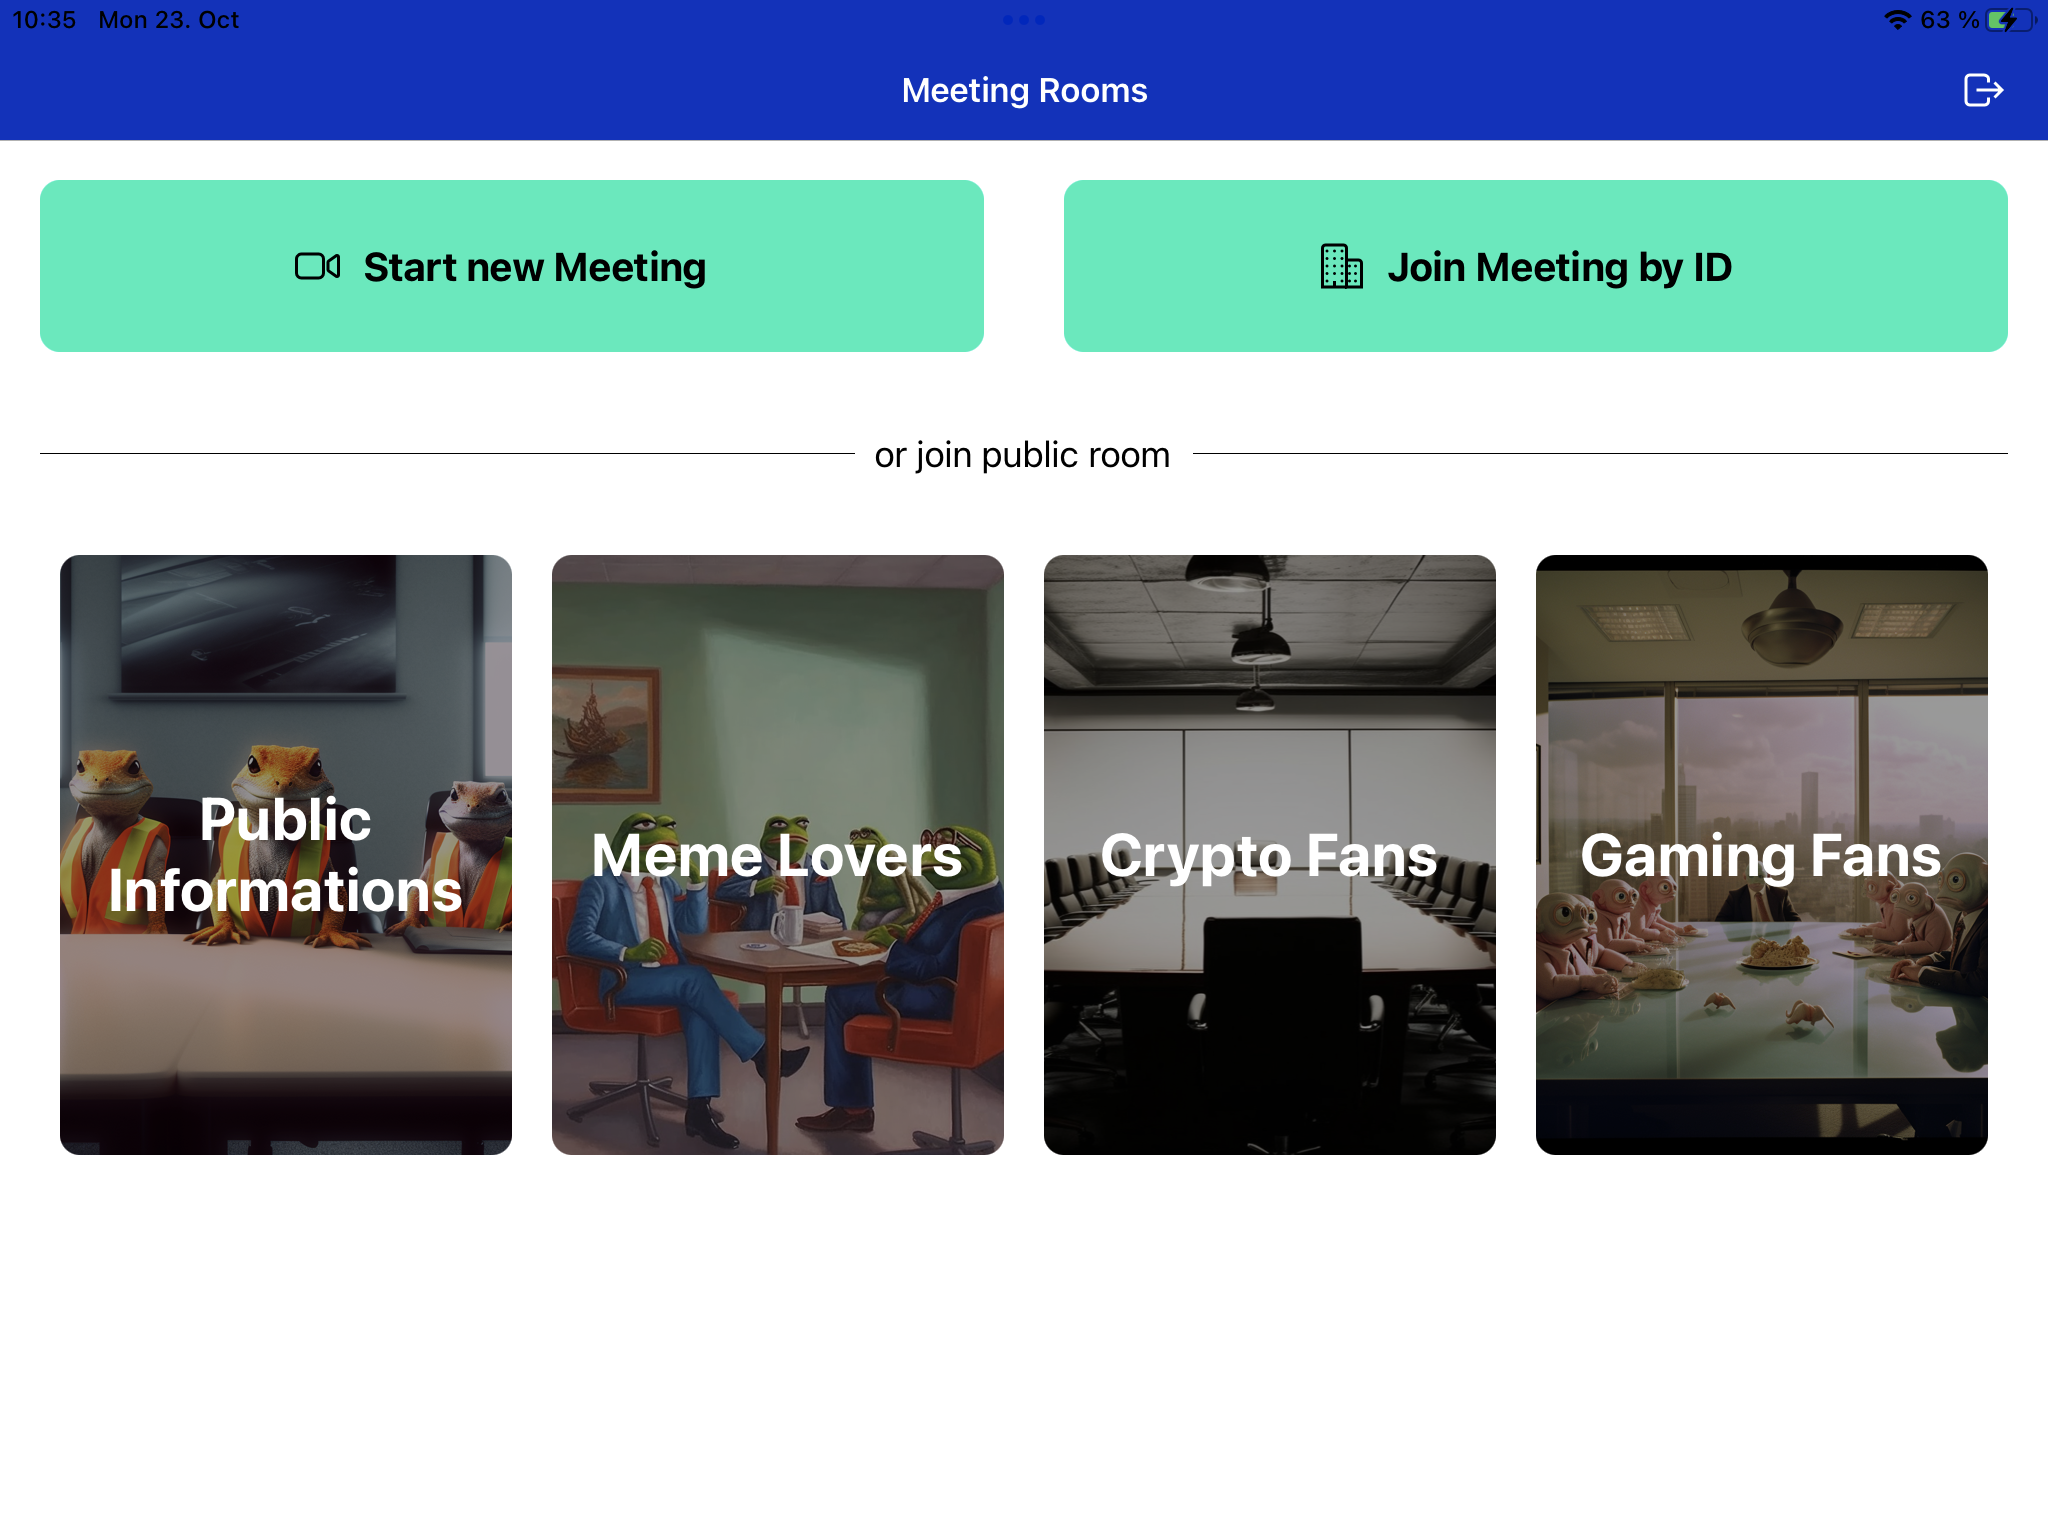 10:35 Mon 23. Oct
63 %
Meeting Rooms
Start new Meeting
Join Meeting by ID
or join public room
Public
Informations
Meme Lovers
Crypto Fans
Gaming Fans